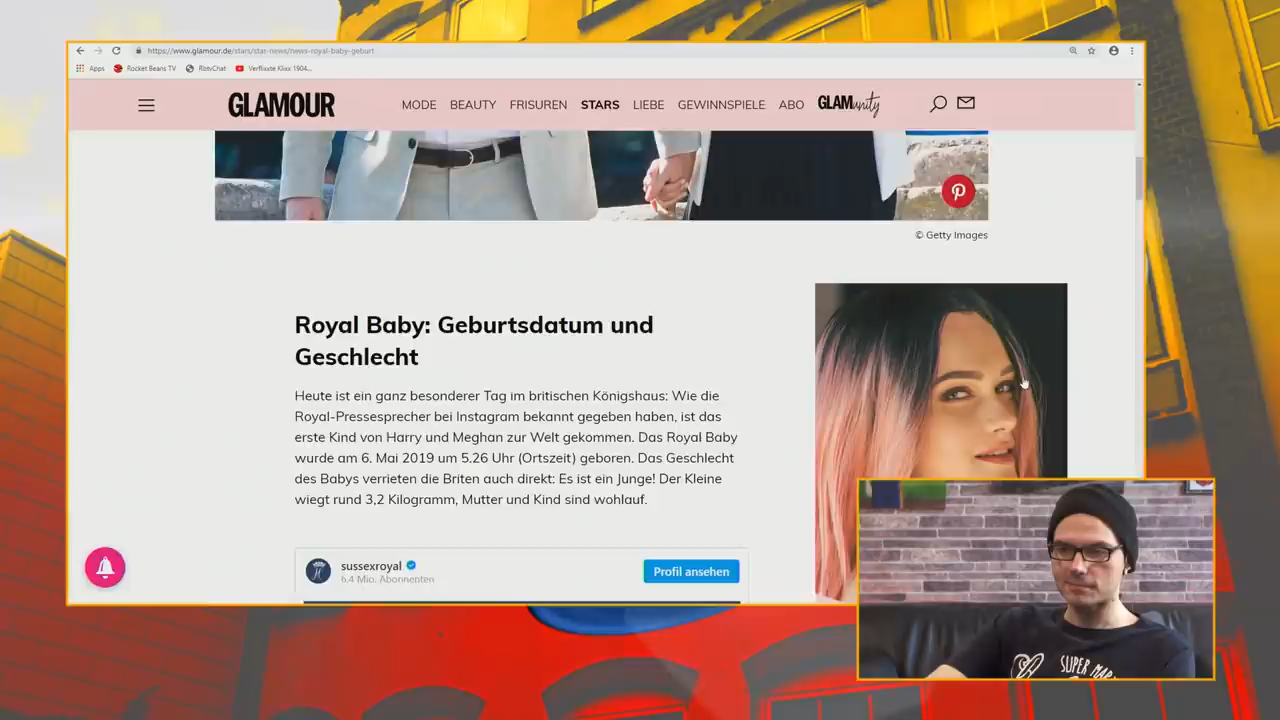 https://www.glamour.de/stars/star-news/news-royal-baby-geburt
Apps Rocket Beans TV RbtvChat Verflixxte Klixx 1904...
GLAMOUR MODE BEAUTY FRISUREN STARS LIEBE GEWINNSPIELE ABO GLAMunity
© Getty Images
Royal Baby: Geburtsdatum und
Geschlecht
Heute ist ein ganz besonderer Tag im britischen Königshaus: Wie die
Royal-Pressesprecher bei Instagram bekannt gegeben haben, ist das
erste Kind von Harry und Meghan zur Welt gekommen. Das Royal Baby
wurde am 6. Mai 2019 um 5.26 Uhr (Ortszeit) geboren. Das Geschlecht
des Babys verrieten die Briten auch direkt: Es ist ein Junge! Der Kleine
wiegt rund 3,2 Kilogramm, Mutter und Kind sind wohlauf.
sussexroyal
6.4 Mio. Abonnenten
Profil ansehen
SUPER MAR